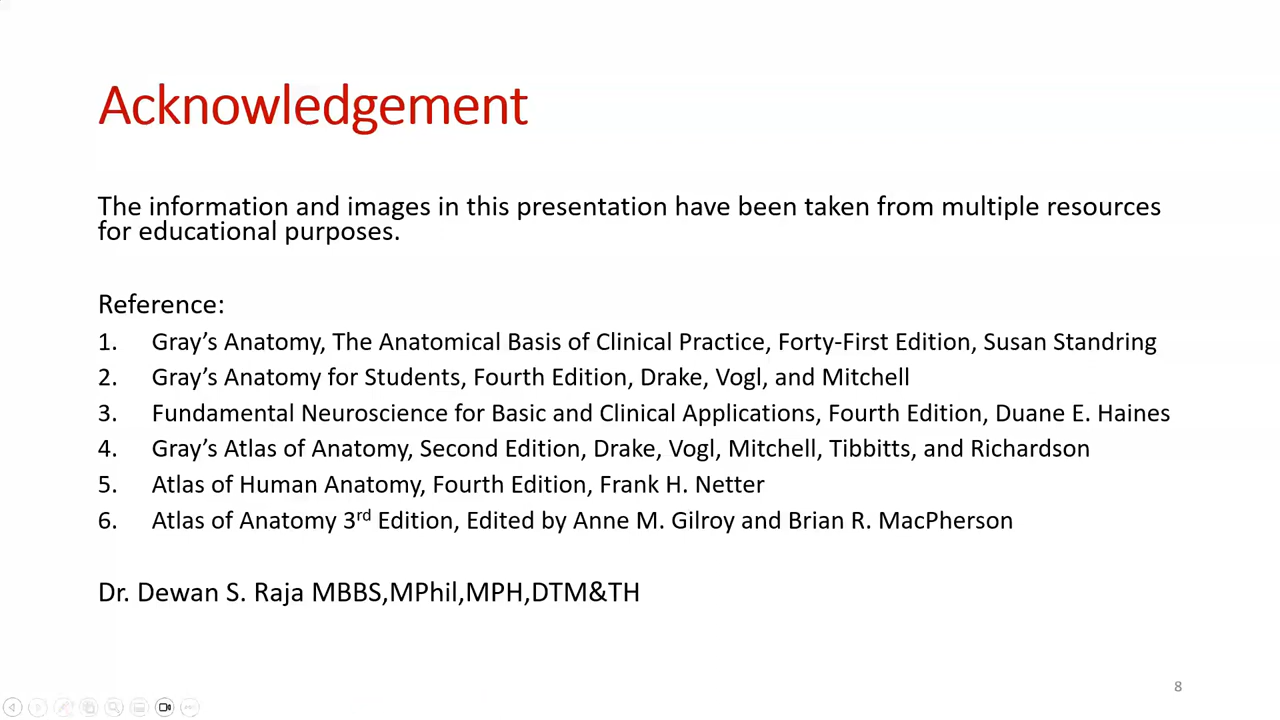 Acknowledgement
The information and images in this presentation have been taken from multiple resources
for educational purposes.
Reference:
1. Gray’s Anatomy, The Anatomical Basis of Clinical Practice, Forty-First Edition, Susan Standring
2. Gray’s Anatomy for Students, Fourth Edition, Drake, Vogl, and Mitchell
3. Fundamental Neuroscience for Basic and Clinical Applications, Fourth Edition, Duane E. Haines
4. Gray’s Atlas of Anatomy, Second Edition, Drake, Vogl, Mitchell, Tibbitts, and Richardson
5. Atlas of Human Anatomy, Fourth Edition, Frank H. Netter
6. Atlas of Anatomy 3rd Edition, Edited by Anne M. Gilroy and Brian R. MacPherson
Dr. Dewan S. Raja MBBS,MPhil,MPH,DTM&TH
8